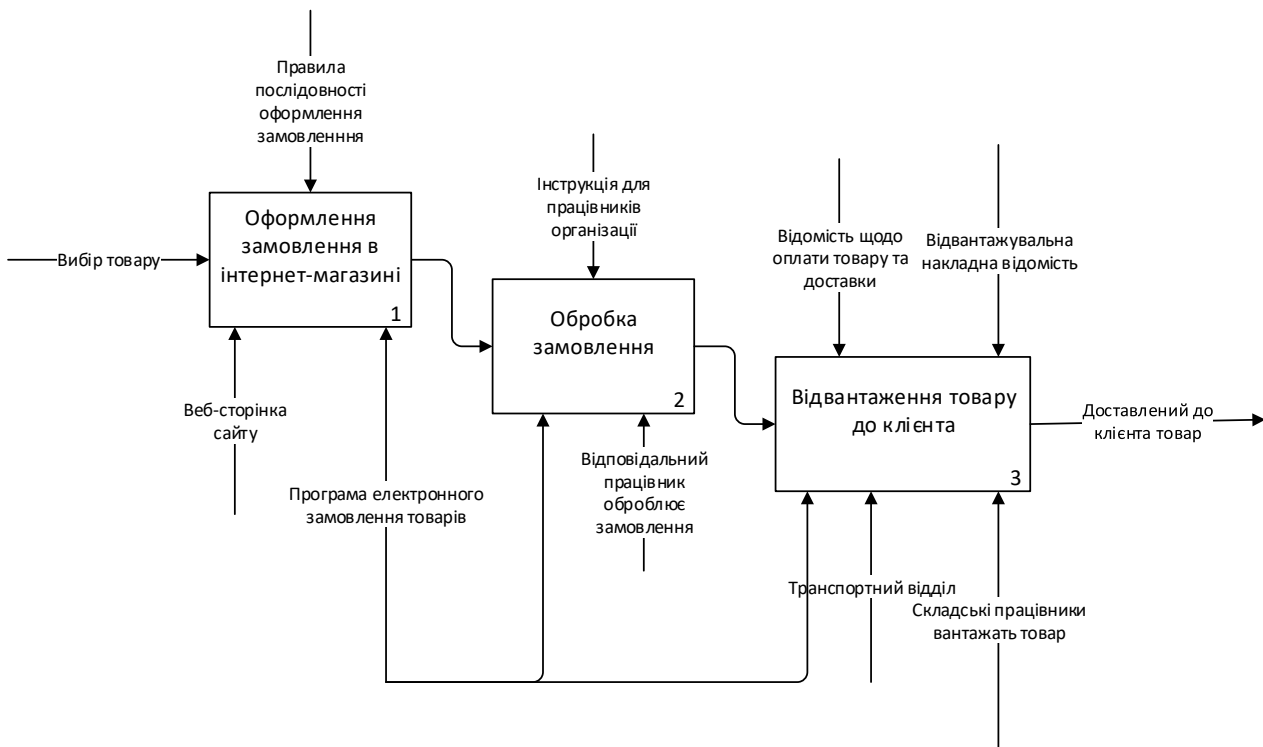 Правила
послідовності
оформлення
замовленння
Оформлення
замовлення в
інтернет-магазині
1
Вибір товару
Веб-сторінка
сайту
Програма електронного
замовлення товарів
Інструкція для
працівників
організації
Обробка
замовлення
2
Відповідальний
працівник
оброблює
замовлення
Відомість щодо
оплати товару та
доставки
Відвантажувальна
накладна відомість
Відвантаження товару
до клієнта
3
Доставлений до
клієнта товар
Транспортний відділ
Складські працівники
вантажать товар